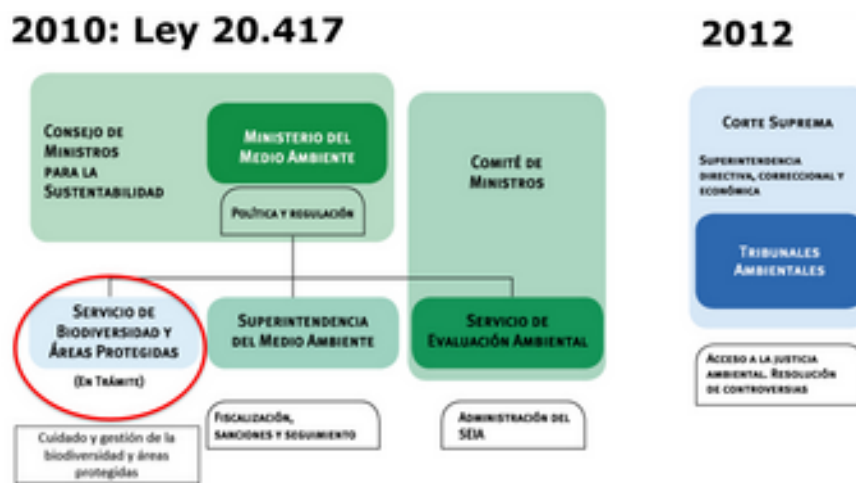 2010: Ley 20.417
2012
CONSEJO DE
MINISTROS
PARA LA
SUSTENTABILIDAD
MINISTERIO DEL
MEDIO AMBIENTE
POLÍTICA Y REGULACIÓN
COMITÉ DE
MINISTROS
SERVICIO DE
BIODIVERSIDAD Y
ÁREAS PROTEGIDAS
(EN TRÁMITE)
Cuidado y gestión de la
biodiversidad y áreas
protegidas
SUPERINTENDENCIA
DEL MEDIO AMBIENTE
FISCALIZACIÓN,
SANCIONES Y SEGUIMIENTO
SERVICIO DE
EVALUACIÓN AMBIENTAL
ADMINISTRACIÓN DEL
SEIA
CORTE SUPREMA
SUPERINTENDENCIA
DIRECTIVA, CORRECCIONAL Y
ECONÓMICA
TRIBUNALES
AMBIENTALES
ACCESO A LA JUSTICIA
AMBIENTAL. RESOLUCIÓN
DE CONTROVERSIAS